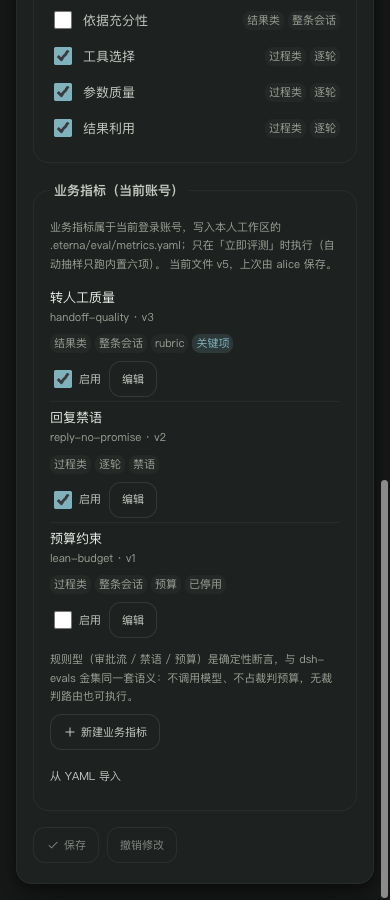 依据充分性 结果类 整条会话
工具选择 过程类 逐轮
参数质量 过程类 逐轮
结果利用 过程类 逐轮
业务指标（当前账号）
业务指标属于当前登录账号，写入本人工作区的
.eterna/eval/metrics.yaml；只在「立即评测」时执行（自
动抽样只跑内置六项）。 当前文件 v5，上次由 alice 保存。
转人工质量
handoff-quality · v3
结果类 整条会话 rubric 关键项
启用 编辑
回复禁语
reply-no-promise · v2
过程类 逐轮 禁语
启用 编辑
预算约束
lean-budget · v1
过程类 整条会话 预算 已停用
启用 编辑
规则型（审批流 / 禁语 / 预算）是确定性断言，与 dsh-
evals 金集同一套语义：不调用模型、不占裁判预算，无裁
判路由也可执行。
+ 新建业务指标
从 YAML 导入
保存 撤销修改